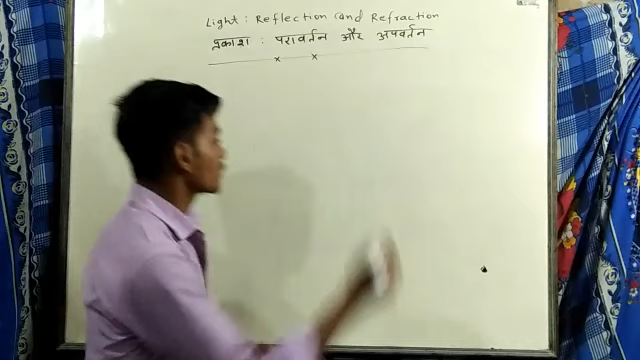 Light : Reflection and Refraction
प्रकाश : परावर्तन और अपवर्तन